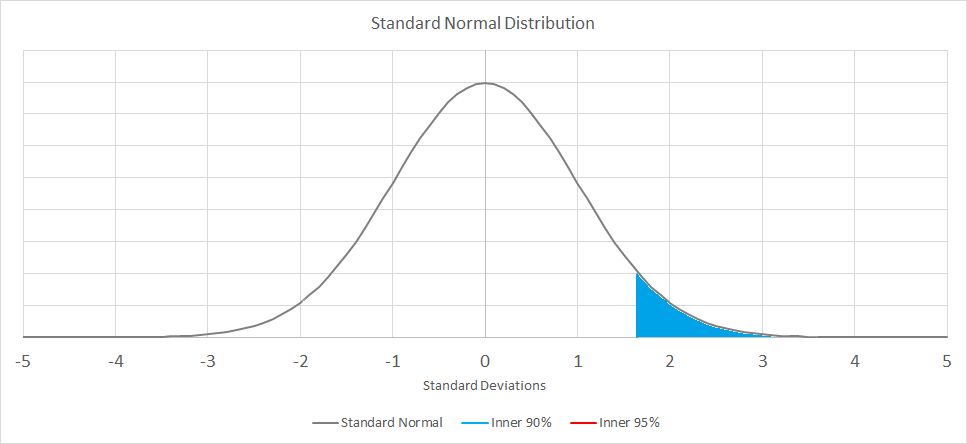 Standard Normal Distribution
-5 -4 -3 -2 -1 0 1 2 3 4 5
Standard Deviations
Standard Normal Inner 90% Inner 95%